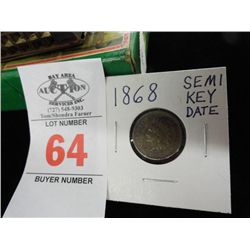 BAY AREA
AUCTION
SERVICES INC.
(727) 548-9303
Tom/Shondra Farner
LOT NUMBER
64
BUYER NUMBER
1868
SEMI
KEY
DATE